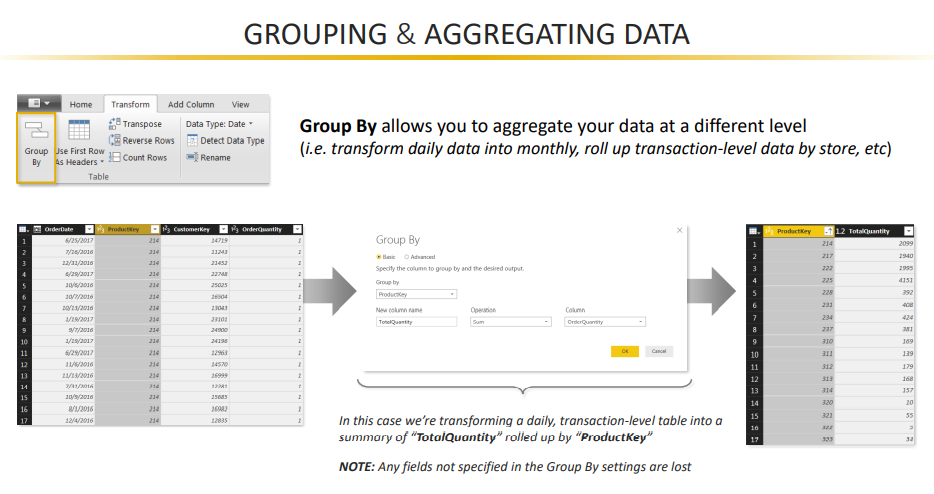 GROUPING & AGGREGATING DATA
Home Transform Add Column View
Group By
Use First Row As Headers
Transpose
Reverse Rows
Count Rows
Data Type: Date
Detect Data Type
Rename
Table
Group By allows you to aggregate your data at a different level
(i.e. transform daily data into monthly, roll up transaction-level data by store, etc)
OrderDate ProductKey CustomerKey OrderQuantity
1 6/25/2017 214 14719 1
2 7/16/2016 214 11243 1
3 12/31/2016 214 21452 1
4 6/29/2017 214 22748 1
5 10/8/2016 214 25025 1
6 10/7/2016 214 16504 1
7 10/13/2016 214 13043 1
8 1/19/2017 214 23101 1
9 9/7/2016 214 24900 1
10 1/19/2017 214 24196 1
11 6/29/2017 214 12963 1
12 11/6/2016 214 14570 1
13 11/13/2016 214 16999 1
14 7/31/2016 214 12281 1
15 10/9/2016 214 15685 1
16 8/1/2016 214 16982 1
17 12/4/2016 214 12835 1
Group By
Basic Advanced
Specify the column to group by and the desired output.
Group by
ProductKey
New column name Operation Column
TotalQuantity Sum OrderQuantity
OK Cancel
ProductKey 1.2 TotalQuantity
1 214 2099
2 217 1940
3 222 1995
4 225 4151
5 228 392
6 231 408
7 234 424
8 237 381
9 310 169
10 311 139
11 312 179
12 313 168
13 314 157
14 320 10
15 321 55
16 322
17 323
In this case we're transforming a daily, transaction-level table into a
summary of "TotalQuantity" rolled up by "ProductKey"
NOTE: Any fields not specified in the Group By settings are lost